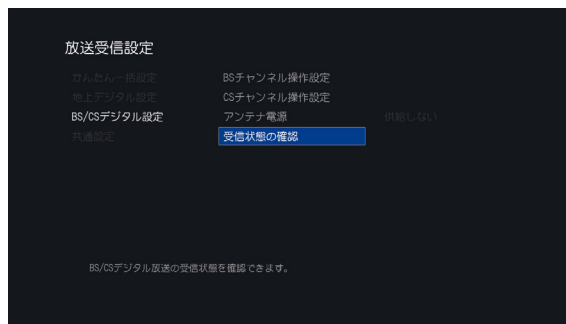 放送受信設定
かんたん一括設定
地上デジタル設定
BS/CSデジタル設定
共通設定
BSチャンネル操作設定
CSチャンネル操作設定
アンテナ電源 供給しない
受信状態の確認
BS/CSデジタル放送の受信状態を確認できます。